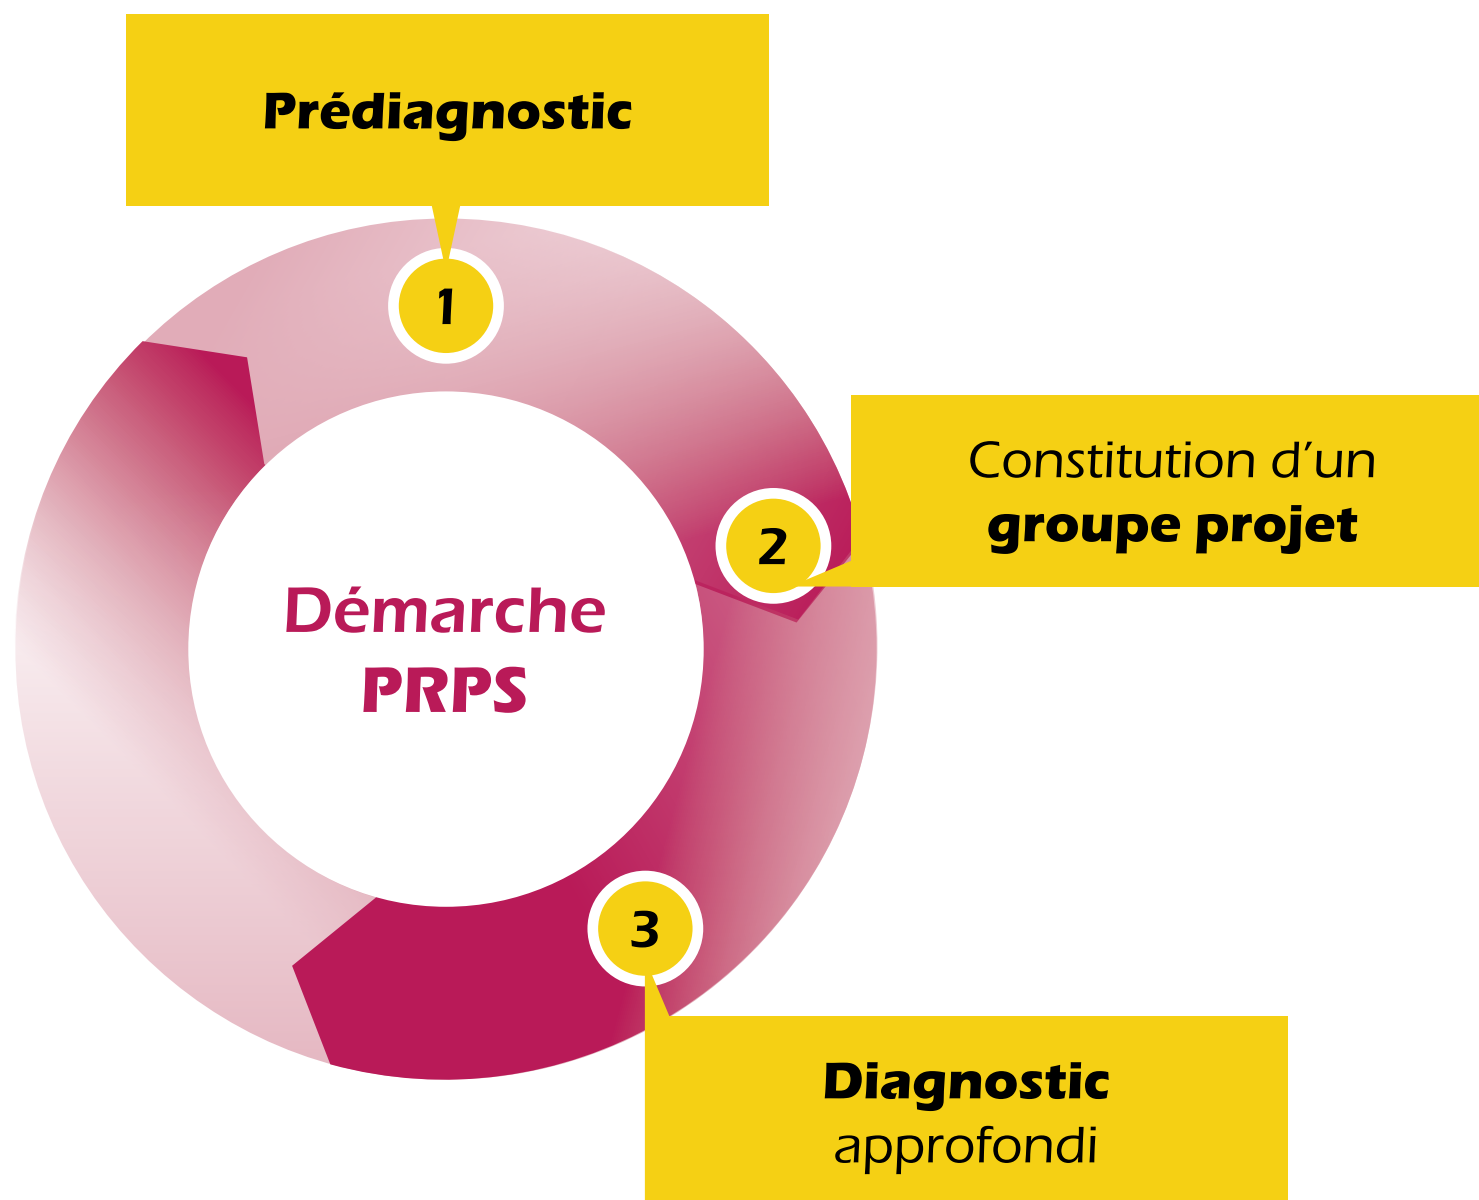 Prédiagnostic
1
Constitution d’un
groupe projet
2
Démarche
PRPS
3
Diagnostic
approfondi